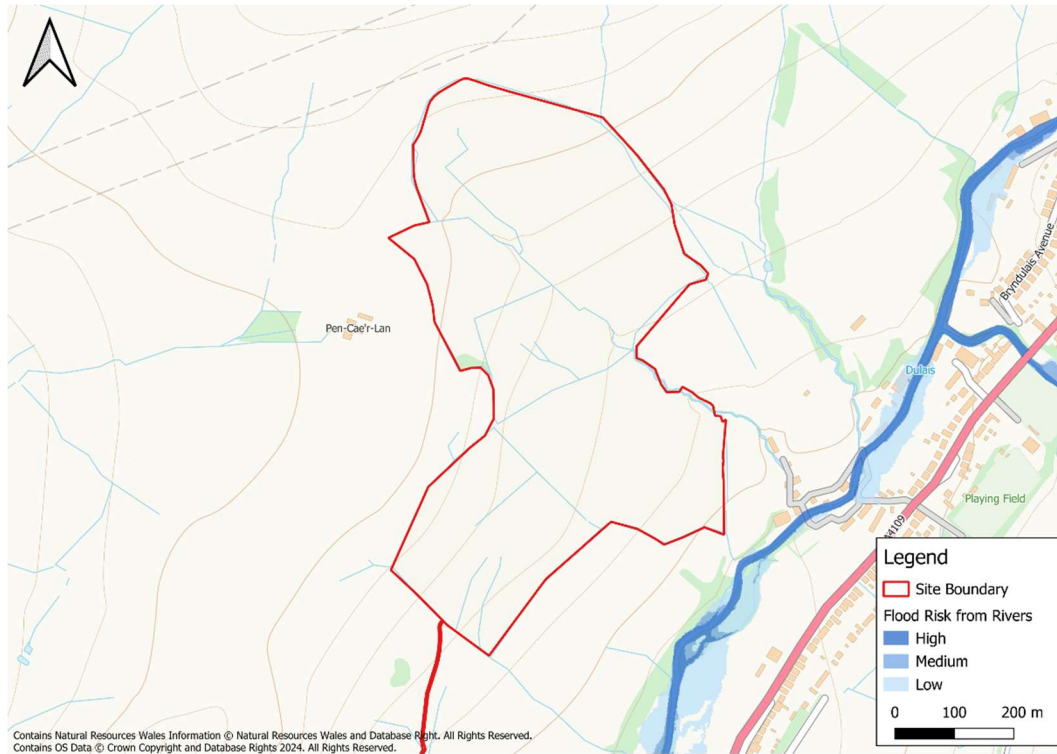 Bryndulais Avenue
Pen-Cae'r-Lan
Dulais
Playing Field
A4109
Legend
Site Boundary
Flood Risk from Rivers
High
Medium
Low
0 100 200 m
Contains Natural Resources Wales Information © Natural Resources Wales and Database Right. All Rights Reserved.
Contains OS Data © Crown Copyright and Database Rights 2024. All Rights Reserved.